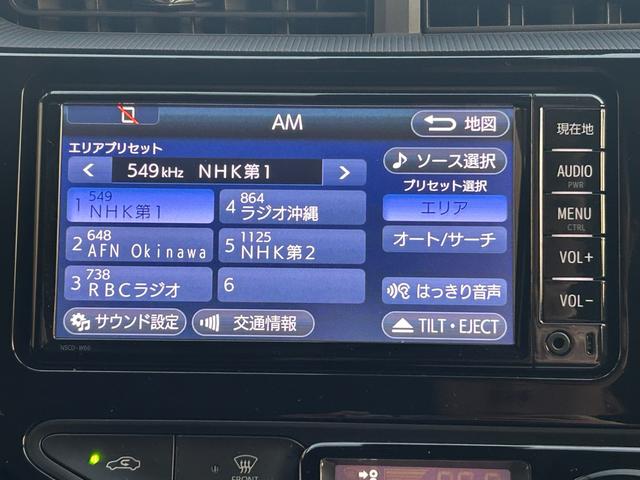 AM
地図
エリアプリセット
549 kHz NHK第1
ソース選択
プリセット選択
1 549 NHK第1
4 864 ラジオ沖縄
エリア
2 648 AFN Okinawa
5 1125 NHK第2
オート/サーチ
3 738 RBCラジオ
6
はっきり音声
サウンド設定
交通情報
TILT・EJECT
現在地
AUDIO
PWR
MENU
CTRL
VOL+
VOL-
NSCD-W66
FRONT